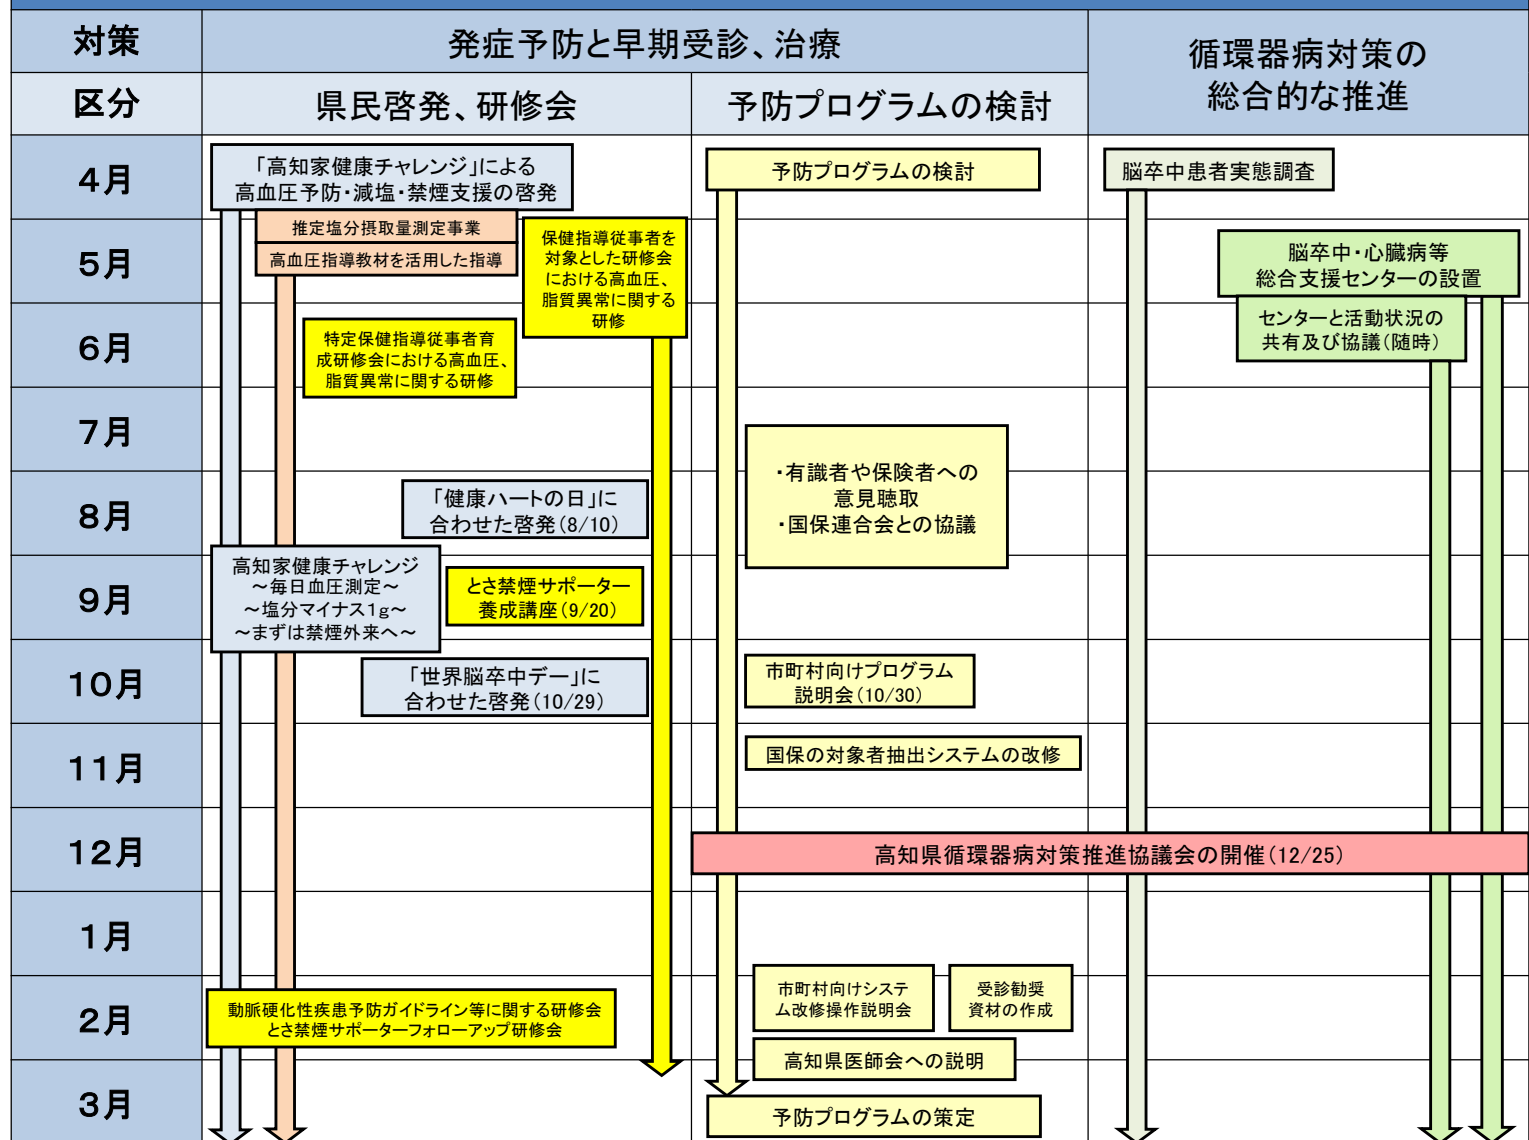 対策
発症予防と早期受診、治療
循環器病対策の
総合的な推進
区分
県民啓発、研修会
予防プログラムの検討
4月
「高知家健康チャレンジ」による
高血圧予防・減塩・禁煙支援の啓発
予防プログラムの検討
脳卒中患者実態調査
推定塩分摂取量測定事業
5月
高血圧指導教材を活用した指導
保健指導従事者を
対象とした研修会
における高血圧、
脂質異常に関する
研修
脳卒中・心臓病等
総合支援センターの設置
6月
特定保健指導従事者育
成研修会における高血圧、
脂質異常に関する研修
センターと活動状況の
共有及び協議(随時)
7月
・有識者や保険者への
意見聴取
・国保連合会との協議
8月
「健康ハートの日」に
合わせた啓発(8/10)
9月
高知家健康チャレンジ
～毎日血圧測定～
～塩分マイナス1g～
～まずは禁煙外来へ～
とさ禁煙サポーター
養成講座(9/20)
10月
「世界脳卒中デー」に
合わせた啓発(10/29)
市町村向けプログラム
説明会(10/30)
11月
国保の対象者抽出システムの改修
12月
高知県循環器病対策推進協議会の開催(12/25)
1月
2月
動脈硬化性疾患予防ガイドライン等に関する研修会
とさ禁煙サポーターフォローアップ研修会
市町村向けシステ
ム改修操作説明会
受診勧奨
資材の作成
高知県医師会への説明
3月
予防プログラムの策定